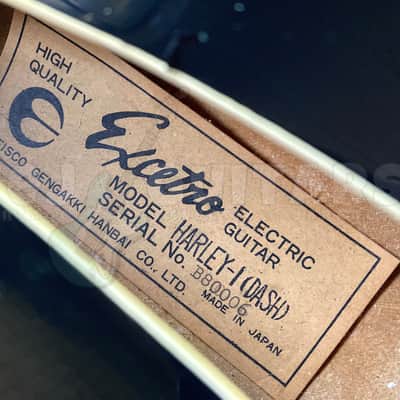 HIGH
QUALITY
Excetro
ELECTRIC
GUITAR
MODEL HARLEY-1(DASH)
SERIAL No. B80006
TEISCO GENGAKKI HANBAI CO., LTD. MADE IN JAPAN